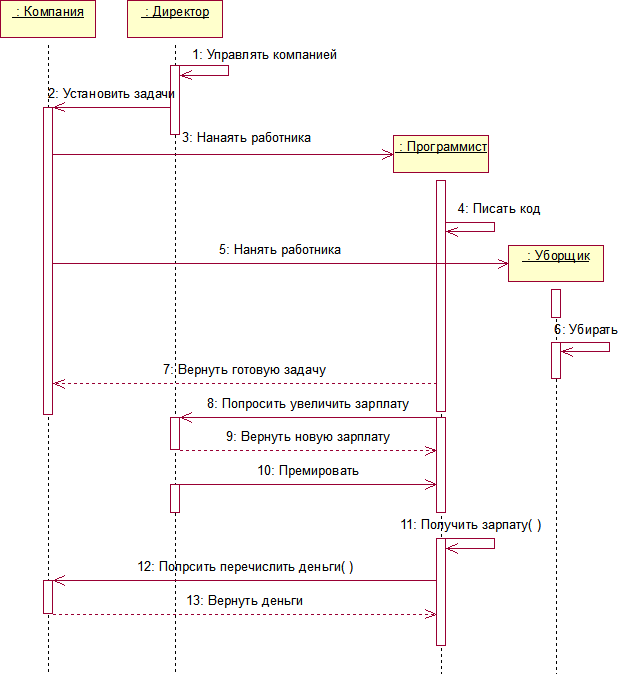 : Компания
: Директор
1: Управлять компанией
2: Установить задачи
3: Нанаять работника
: Программист
4: Писать код
5: Нанять работника
: Уборщик
6: Убирать
7: Вернуть готовую задачу
8: Попросить увеличить зарплату
9: Вернуть новую зарплату
10: Премировать
11: Получить зарпату( )
12: Попрсить перечислить деньги( )
13: Вернуть деньги